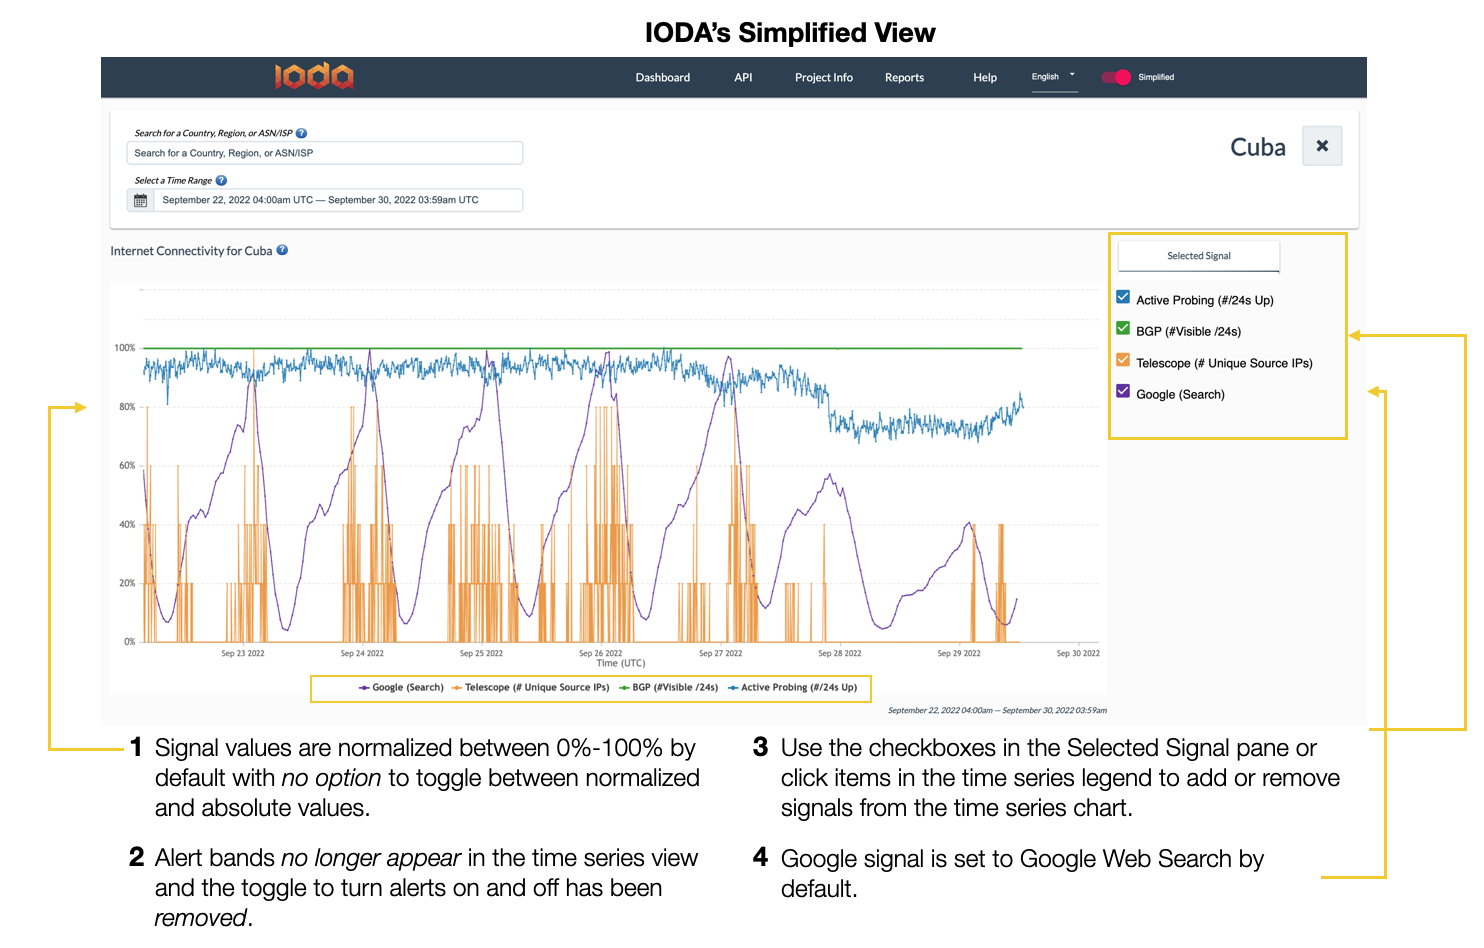 IODA's Simplified View
ioda
Dashboard
API
Project Info
Reports
Help
English
Simplified
Search for a Country, Region, or ASN/ISP ?
Search for a Country, Region, or ASN/ISP
Cuba
Select a Time Range ?
September 22, 2022 04:00am UTC — September 30, 2022 03:59am UTC
Internet Connectivity for Cuba ?
Selected Signal
Active Probing (#/24s Up)
BGP (#Visible /24s)
Telescope (# Unique Source IPs)
Google (Search)
100%
80%
60%
40%
20%
0%
Sep 23 2022
Sep 24 2022
Sep 25 2022
Sep 26 2022
Sep 27 2022
Sep 28 2022
Sep 29 2022
Sep 30 2022
Time (UTC)
Google (Search)
Telescope (# Unique Source IPs)
BGP (#Visible /24s)
Active Probing (#/24s Up)
September 22, 2022 04:00am — September 30, 2022 03:59am
1 Signal values are normalized between 0%-100% by
default with no option to toggle between normalized
and absolute values.
2 Alert bands no longer appear in the time series view
and the toggle to turn alerts on and off has been
removed.
3 Use the checkboxes in the Selected Signal pane or
click items in the time series legend to add or remove
signals from the time series chart.
4 Google signal is set to Google Web Search by
default.